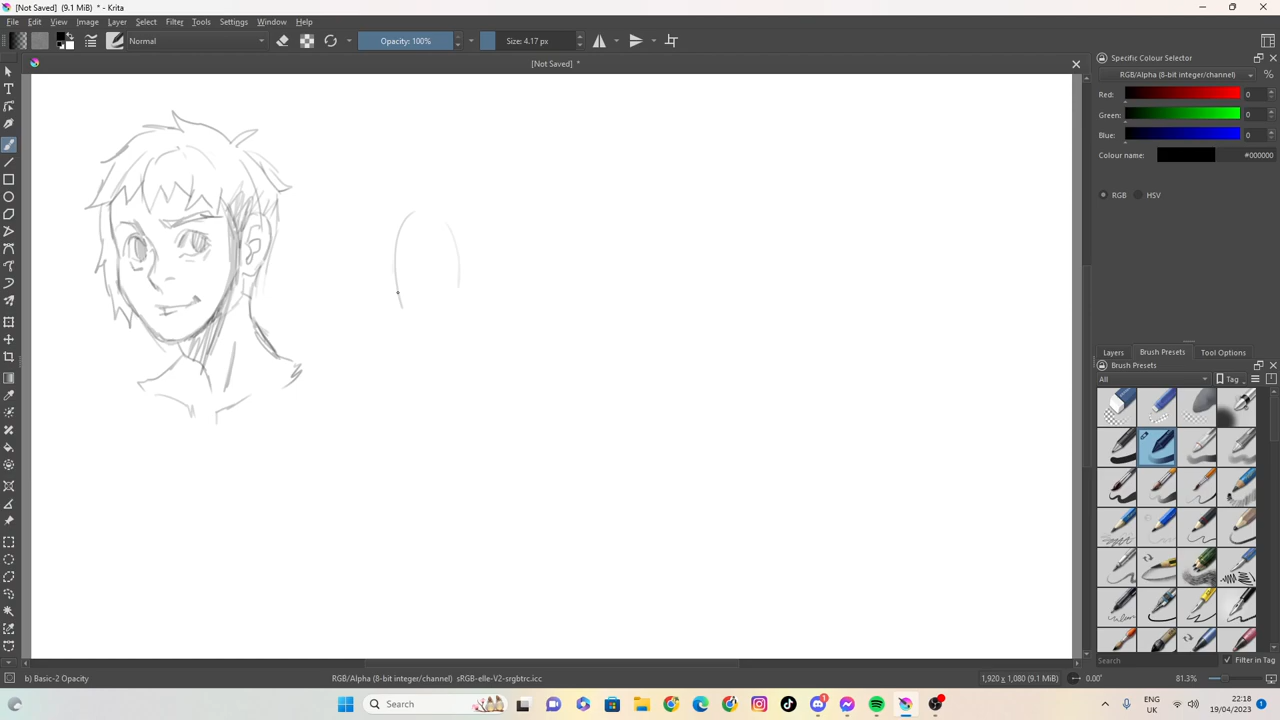 [Not Saved]  (9.1 MiB)  * - Krita
File Edit View Image Layer Select Filter Tools Settings Window Help
Normal Opacity: 100% Size: 4.17 px
[Not Saved]  *
Specific Colour Selector
RGB/Alpha (8-bit integer/channel) %
Red: 0
Green: 0
Blue: 0
Colour name: #000000
RGB HSV
Layers Brush Presets Tool Options
Brush Presets
All Tag
Search Filter in Tag
b) Basic-2 Opacity RGB/Alpha (8-bit integer/channel)  sRGB-elle-V2-srgbtrc.icc 1,920 x 1,080 (9.1 MiB) 0.00° 81.3%
Search 1 ENG UK 22:18 19/04/2023 1